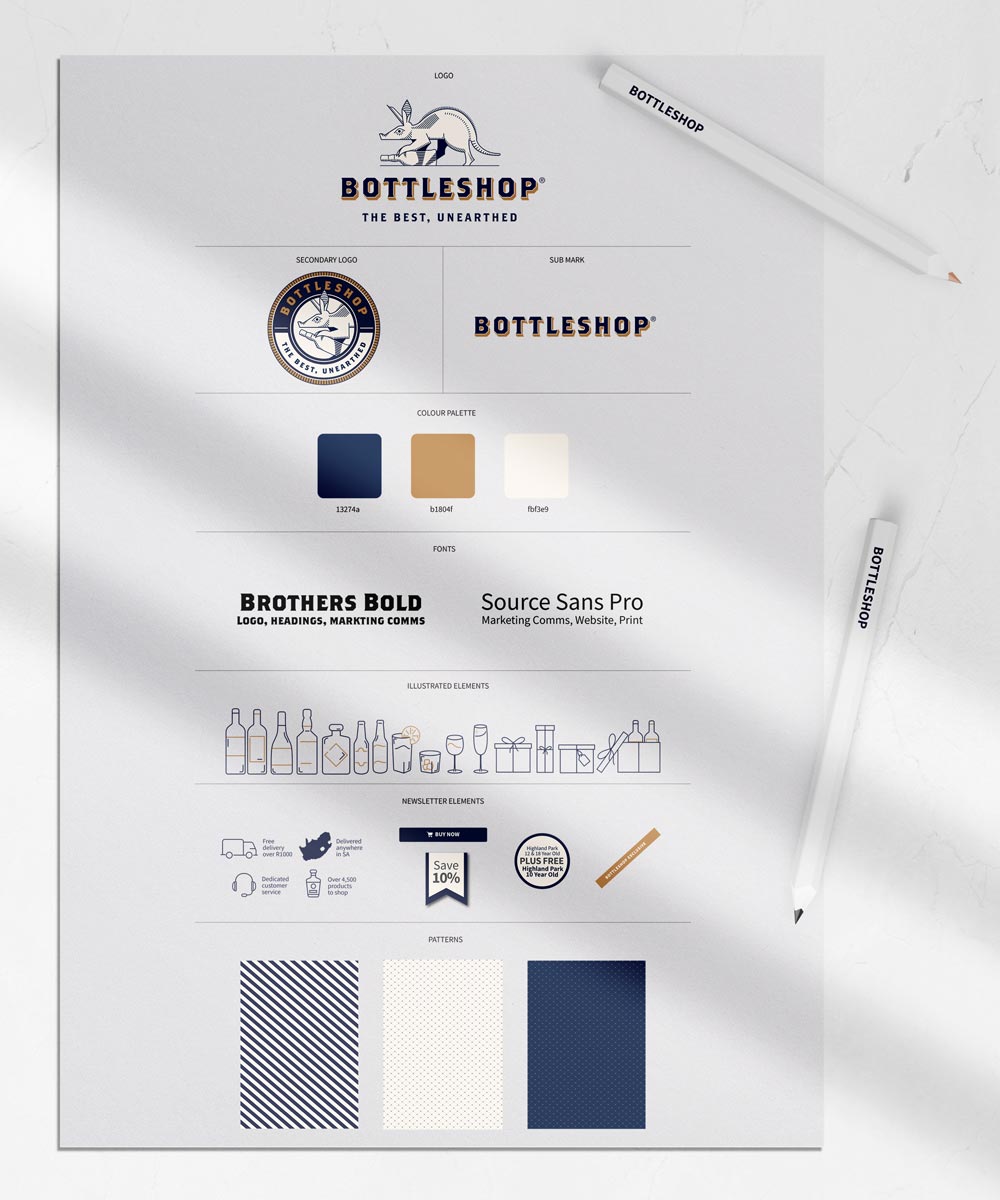 LOGO
BOTTLESHOP®
THE BEST, UNEARTHED
BOTTLESHOP
SECONDARY LOGO
SUB MARK
BOTTLESHOP
THE BEST, UNEARTHED
BOTTLESHOP®
COLOUR PALETTE
13274a
b1804f
fbf3e9
FONTS
BROTHERS BOLD
LOGO, HEADINGS, MARKTING COMMS
Source Sans Pro
Marketing Comms, Website, Print
BOTTLESHOP
ILLUSTRATED ELEMENTS
NEWSLETTER ELEMENTS
Free
delivery
over R1000
Delivered
anywhere
in SA
Dedicated
customer
service
Over 4,500
products
to shop
BUY NOW
Save
10%
Highland Park
12 & 18 Year Old
PLUS FREE
Highland Park
10 Year Old
BOTTLESHOP EXCLUSIVE
PATTERNS